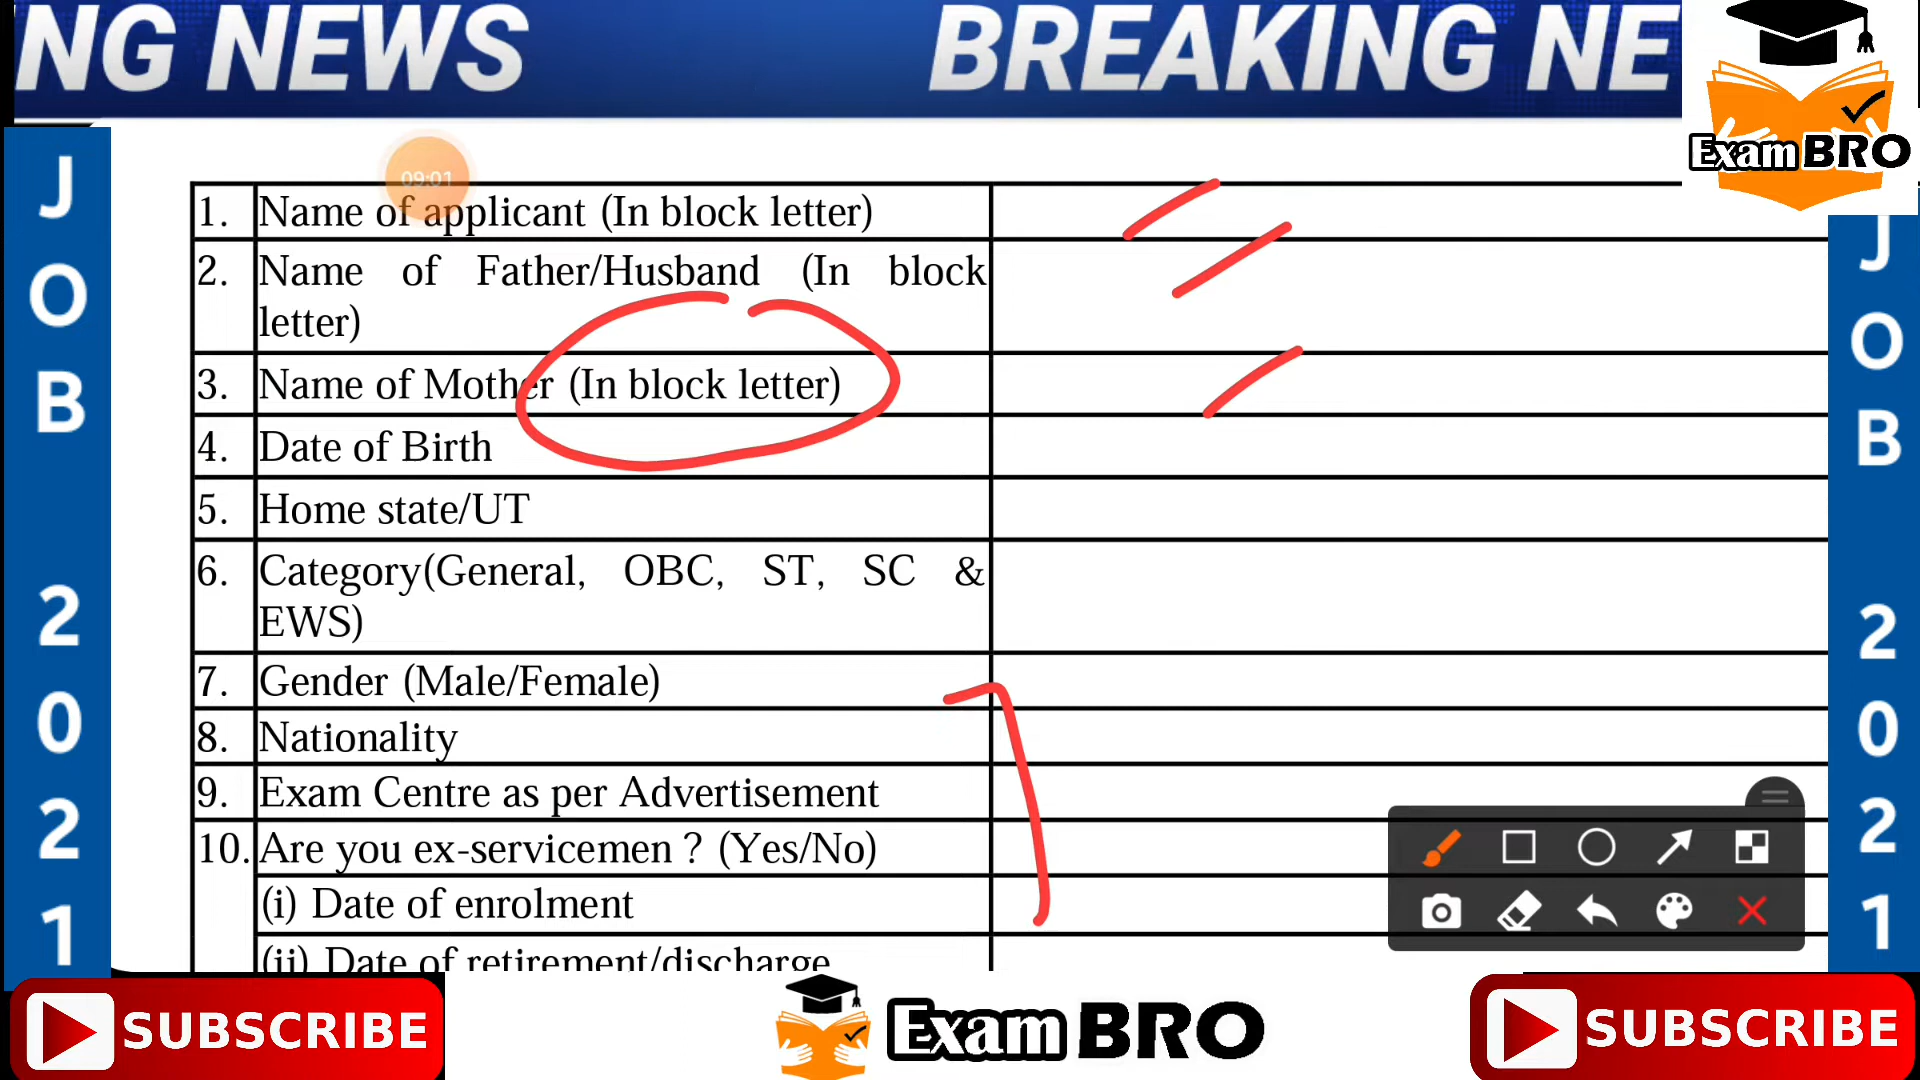 NG NEWS BREAKING NE
Exam BRO
J
O
B
2
0
2
1
09:01
1. Name of applicant (In block letter)
2. Name of Father/Husband (In block
letter)
3. Name of Mother (In block letter)
4. Date of Birth
5. Home state/UT
6. Category(General, OBC, ST, SC &
EWS)
7. Gender (Male/Female)
8. Nationality
9. Exam Centre as per Advertisement
10. Are you ex-servicemen ? (Yes/No)
(i) Date of enrolment
(ii) Date of retirement/discharge
J
O
B
2
0
2
1
SUBSCRIBE
Exam BRO
SUBSCRIBE